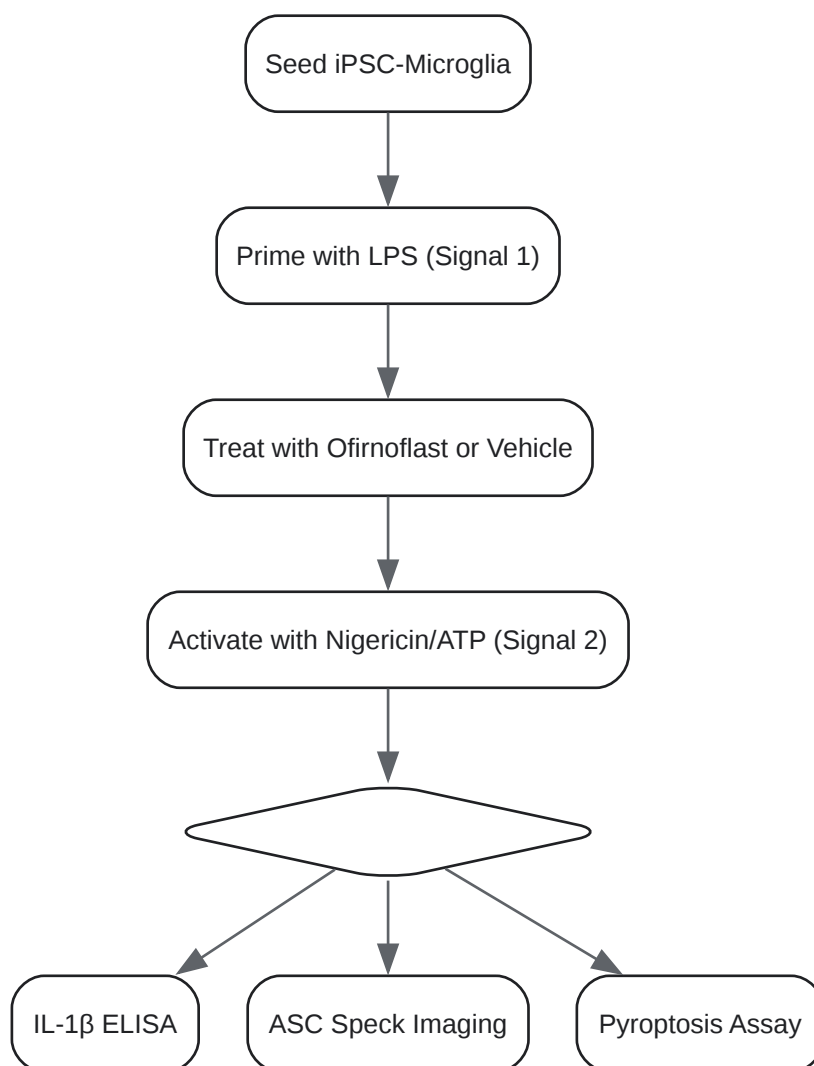 Seed iPSC-Microglia
Prime with LPS (Signal 1)
Treat with Ofirnoflast or Vehicle
Activate with Nigericin/ATP (Signal 2)
IL-1β ELISA
ASC Speck Imaging
Pyroptosis Assay